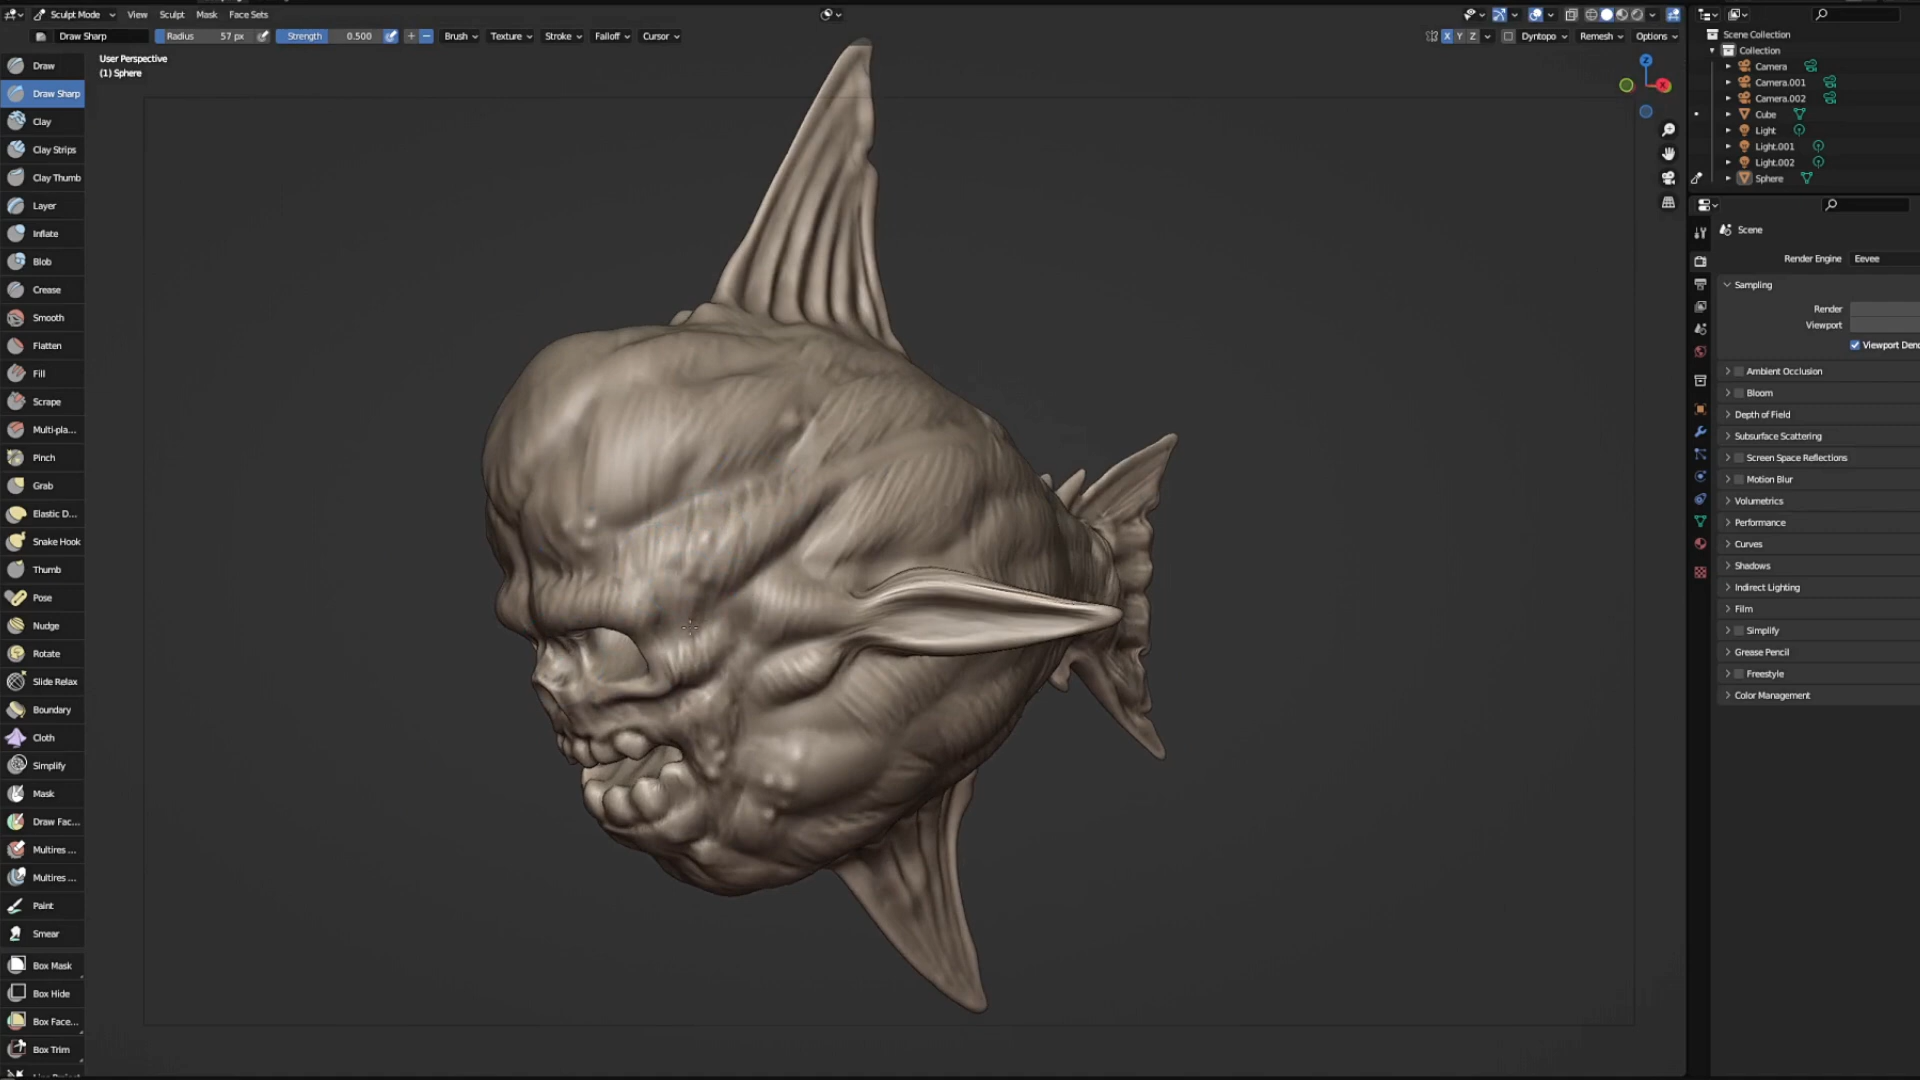 Sculpt Mode View Sculpt Mask Face Sets
Draw Sharp Radius 57 px Strength 0.500 Brush Texture Stroke Falloff Cursor X Y Z Dyntopo Remesh Options
User Perspective
(1) Sphere
Z
X
Draw
Draw Sharp
Clay
Clay Strips
Clay Thumb
Layer
Inflate
Blob
Crease
Smooth
Flatten
Fill
Scrape
Multi-pla...
Pinch
Grab
Elastic D...
Snake Hook
Thumb
Pose
Nudge
Rotate
Slide Relax
Boundary
Cloth
Simplify
Mask
Draw Fac...
Multires ...
Multires ...
Paint
Smear
Box Mask
Box Hide
Box Face...
Box Trim
Scene Collection
Collection
Camera
Camera.001
Camera.002
Cube
Light
Light.001
Light.002
Sphere
Scene
Render Engine Eevee
Sampling
Render
Viewport
Viewport Deno
Ambient Occlusion
Bloom
Depth of Field
Subsurface Scattering
Screen Space Reflections
Motion Blur
Volumetrics
Performance
Curves
Shadows
Indirect Lighting
Film
Simplify
Grease Pencil
Freestyle
Color Management